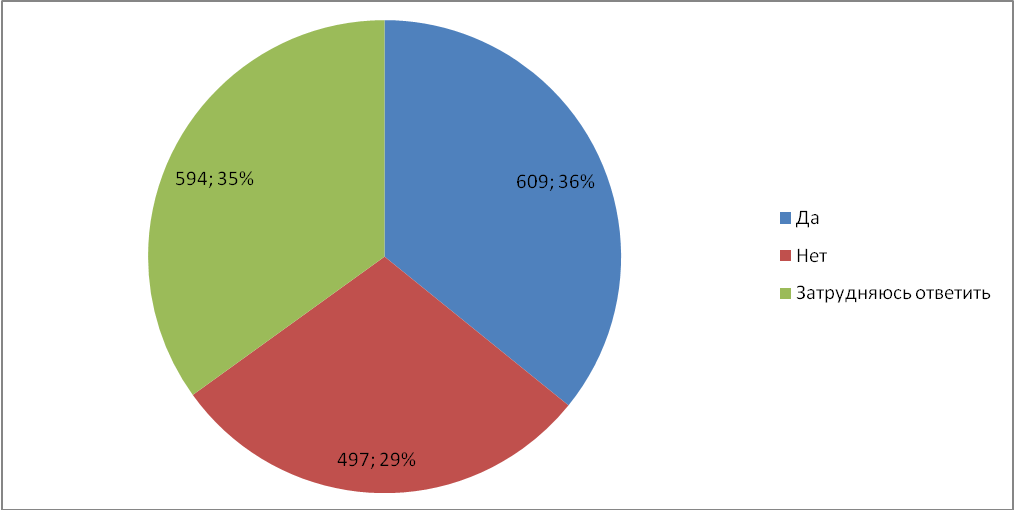 594; 35%
609; 36%
497; 29%
Да
Нет
Затрудняюсь ответить